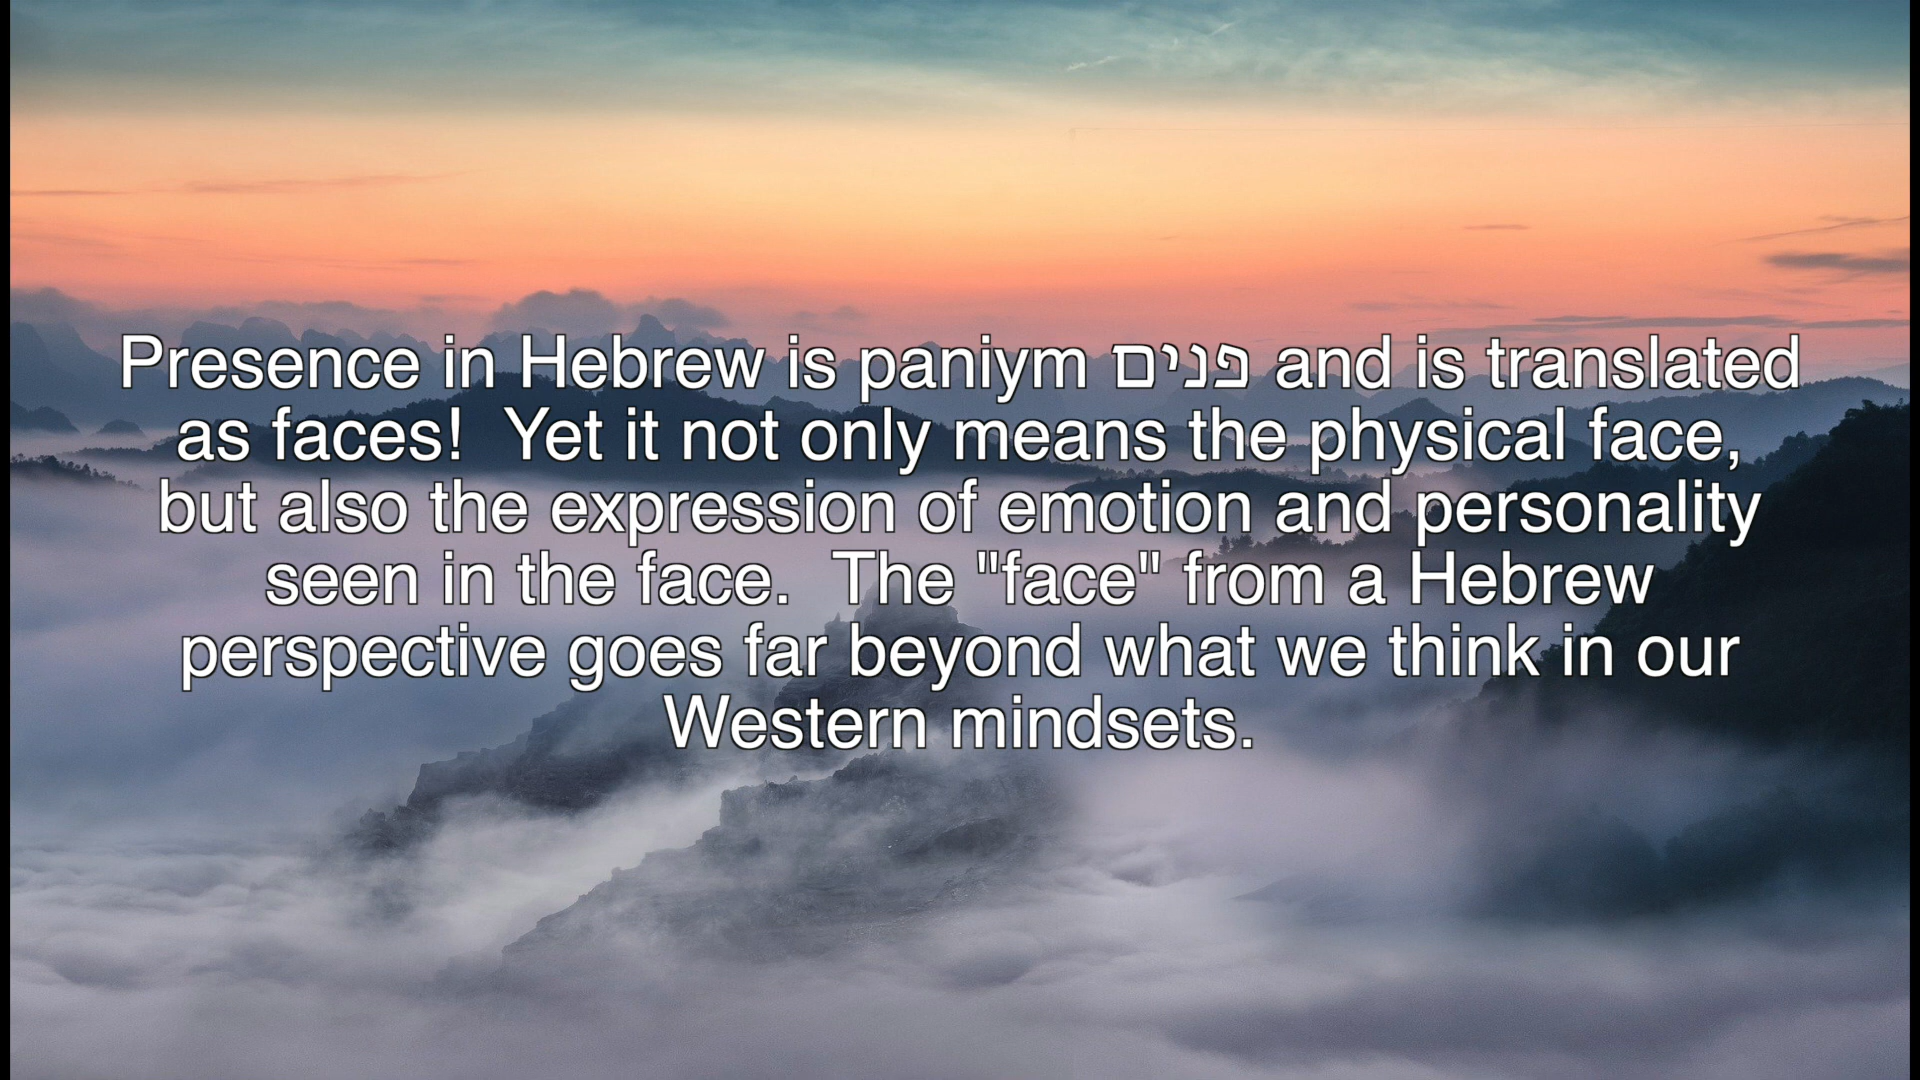 Presence in Hebrew is paniym פנים and is translated
as faces!  Yet it not only means the physical face,
but also the expression of emotion and personality
seen in the face.  The "face" from a Hebrew
perspective goes far beyond what we think in our
Western mindsets.